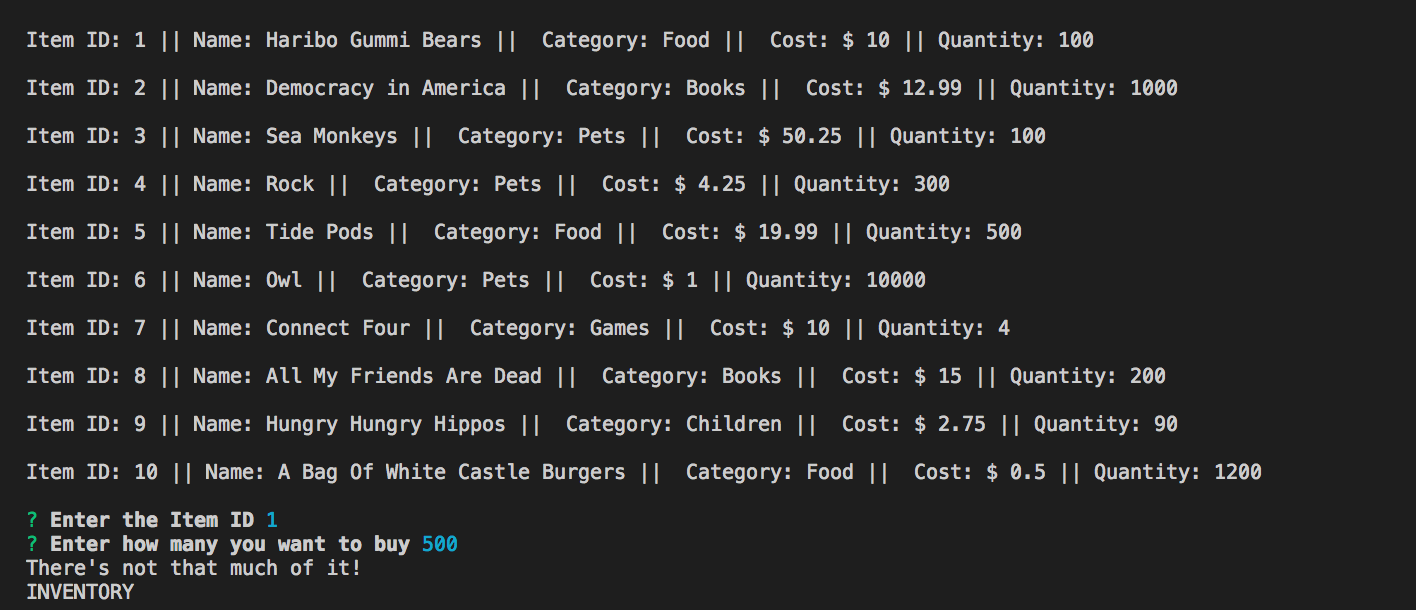 Item ID: 1 || Name: Haribo Gummi Bears ||  Category: Food ||  Cost: $ 10 || Quantity: 100
Item ID: 2 || Name: Democracy in America ||  Category: Books ||  Cost: $ 12.99 || Quantity: 1000
Item ID: 3 || Name: Sea Monkeys ||  Category: Pets ||  Cost: $ 50.25 || Quantity: 100
Item ID: 4 || Name: Rock ||  Category: Pets ||  Cost: $ 4.25 || Quantity: 300
Item ID: 5 || Name: Tide Pods ||  Category: Food ||  Cost: $ 19.99 || Quantity: 500
Item ID: 6 || Name: Owl ||  Category: Pets ||  Cost: $ 1 || Quantity: 10000
Item ID: 7 || Name: Connect Four ||  Category: Games ||  Cost: $ 10 || Quantity: 4
Item ID: 8 || Name: All My Friends Are Dead ||  Category: Books ||  Cost: $ 15 || Quantity: 200
Item ID: 9 || Name: Hungry Hungry Hippos ||  Category: Children ||  Cost: $ 2.75 || Quantity: 90
Item ID: 10 || Name: A Bag Of White Castle Burgers ||  Category: Food ||  Cost: $ 0.5 || Quantity: 1200
? Enter the Item ID 1
? Enter how many you want to buy 500
There's not that much of it!
INVENTORY